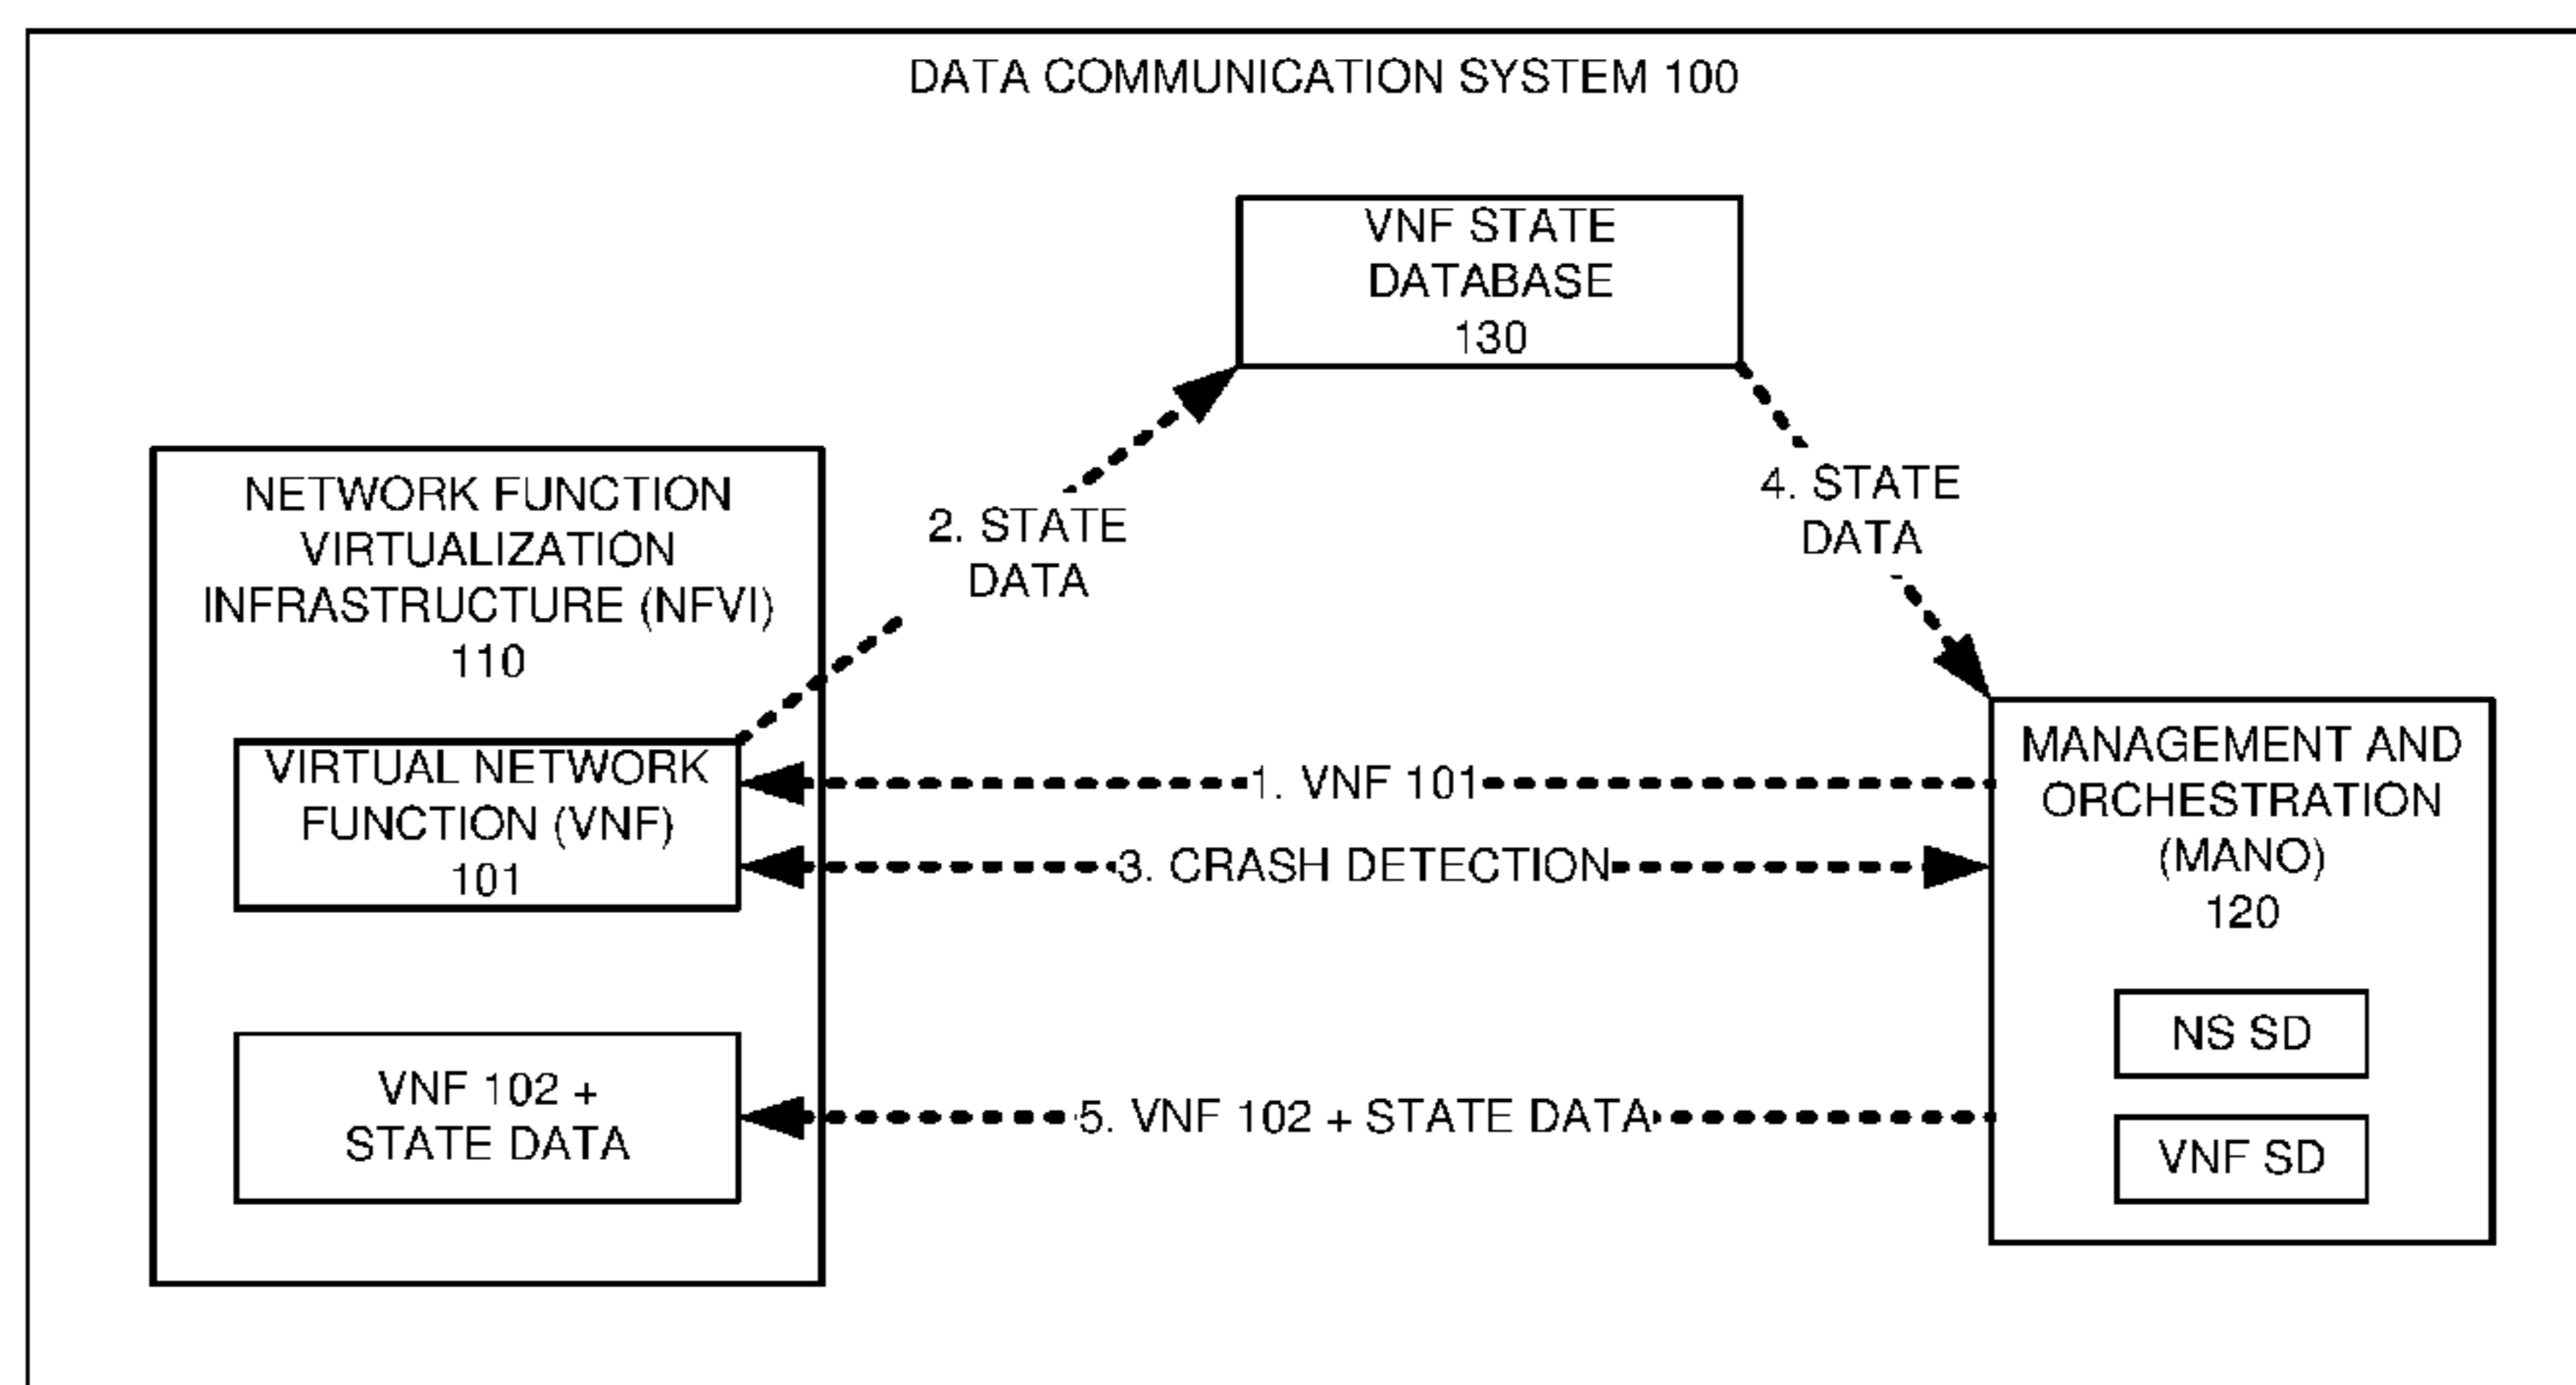 DATA COMMUNICATION SYSTEM 100
VNF STATE
DATABASE
130
NETWORK FUNCTION
VIRTUALIZATION
INFRASTRUCTURE (NFVI)
110
2. STATE
DATA
4. STATE
DATA
VIRTUAL NETWORK
FUNCTION (VNF)
101
1. VNF 101
3. CRASH DETECTION
MANAGEMENT AND
ORCHESTRATION
(MANO)
120
NS SD
VNF SD
VNF 102 +
STATE DATA
5. VNF 102 + STATE DATA